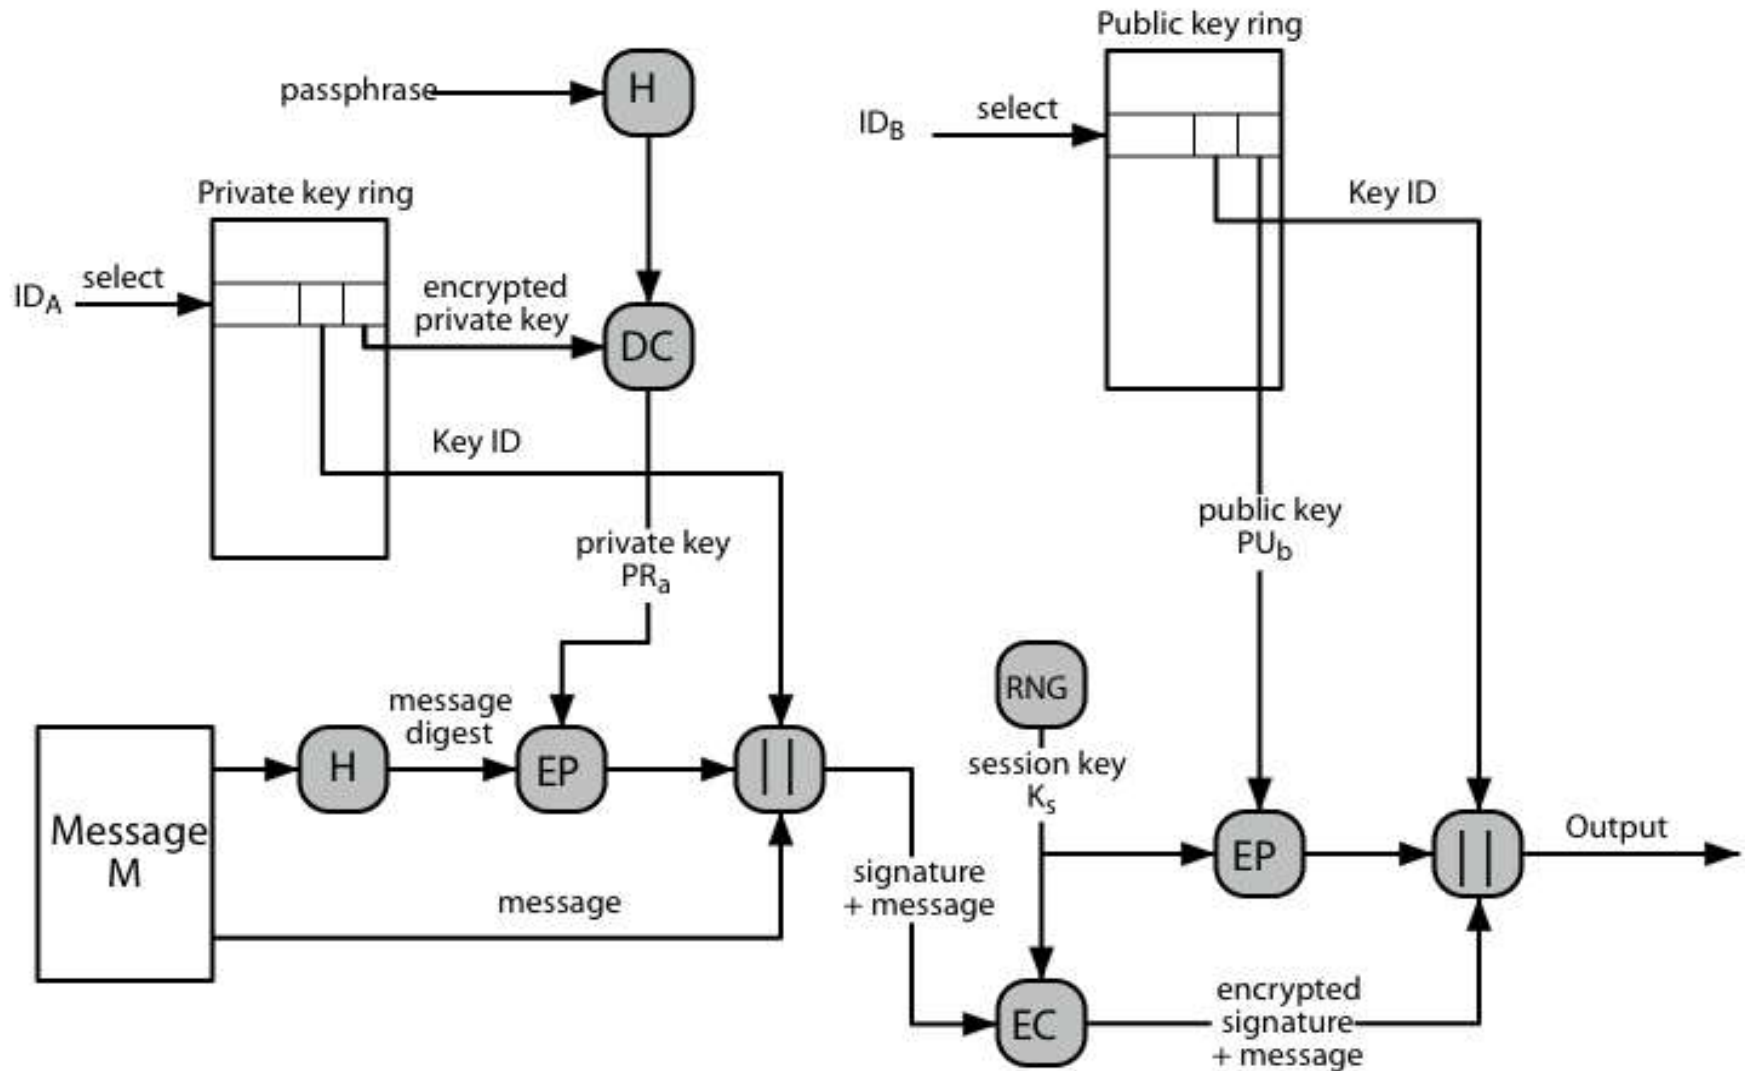 Public key ring
passphrase
H
ID_B
select
Private key ring
Key ID
ID_A
select
encrypted
private key
DC
Key ID
private key
PR_a
public key
PU_b
RNG
message
digest
session key
K_s
H
EP
||
Message
M
message
signature
+ message
EP
||
Output
EC
encrypted
signature
+ message